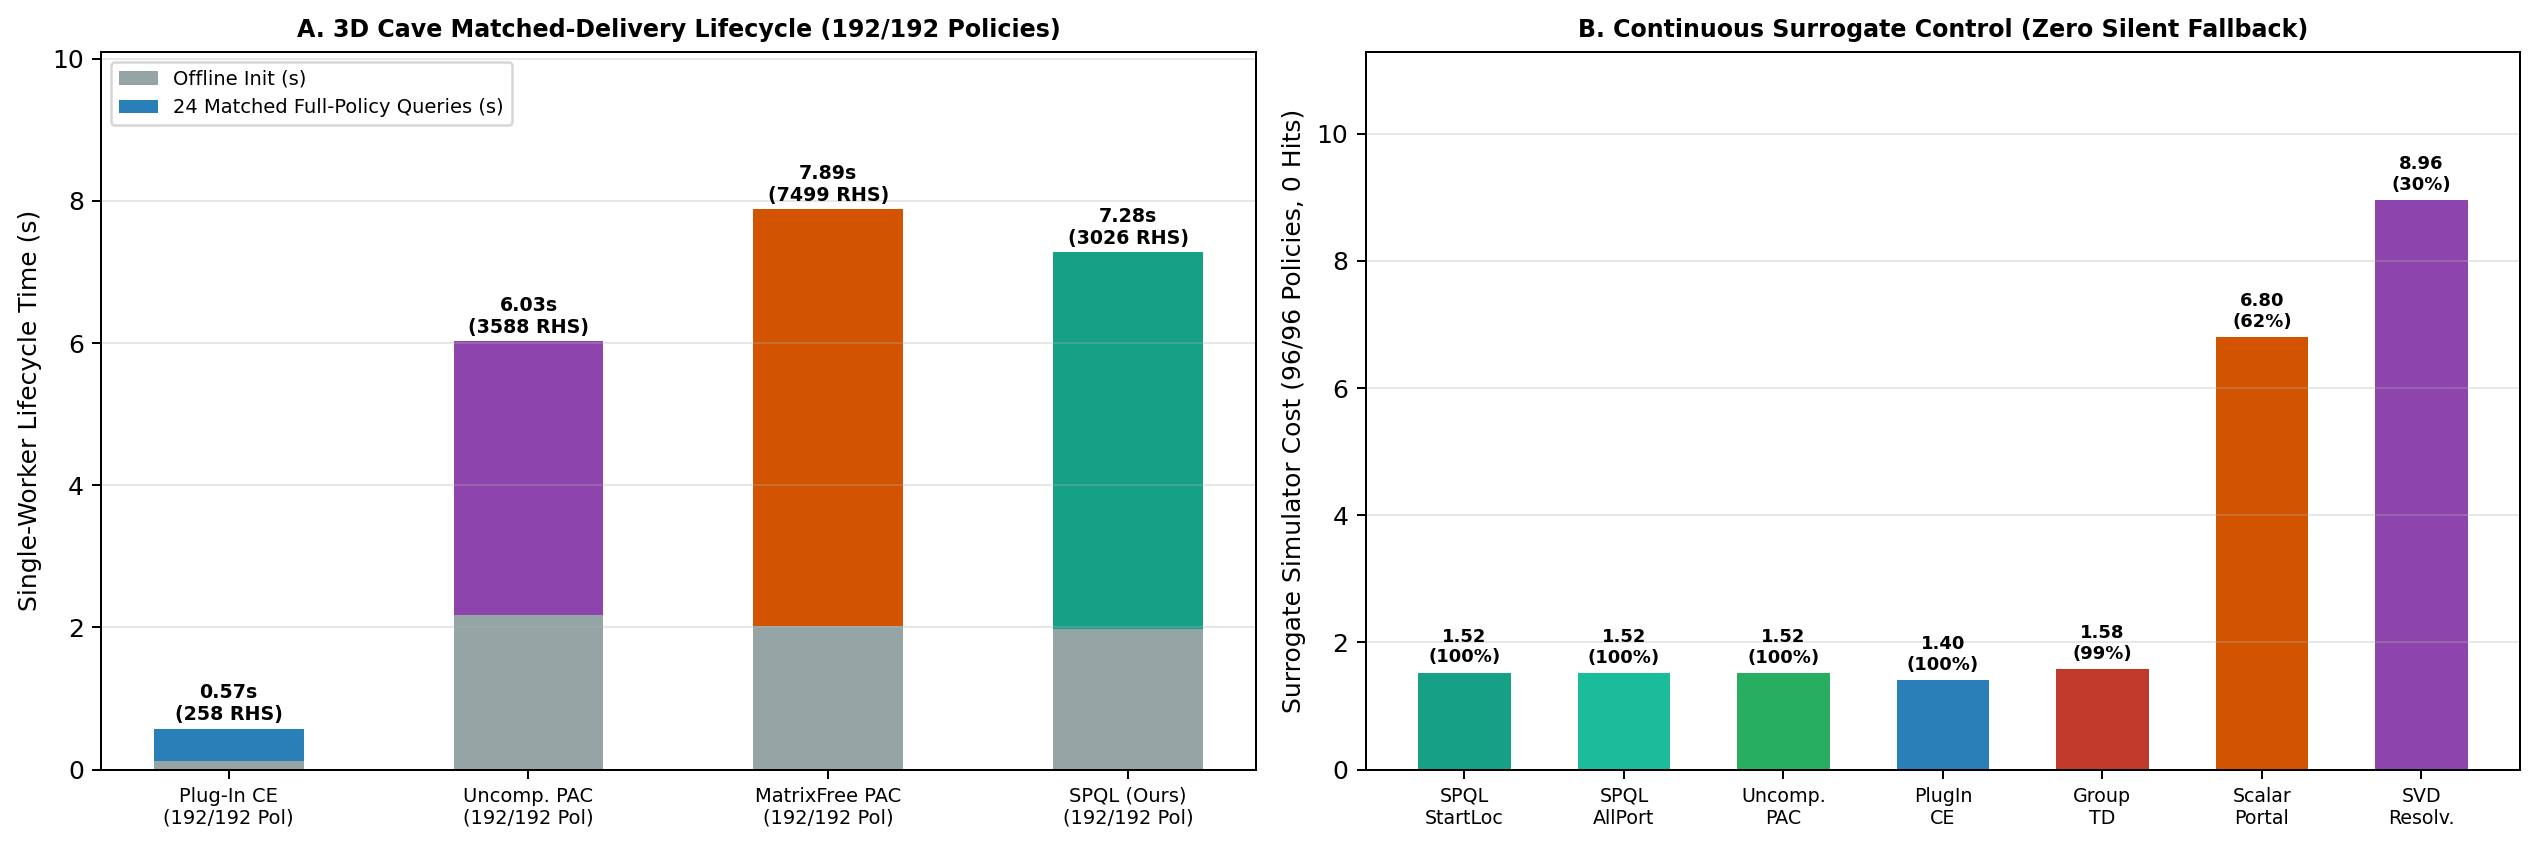 A. 3D Cave Matched-Delivery Lifecycle (192/192 Policies)
Single-Worker Lifecycle Time (s)
10
8
6
4
2
0
Offline Init (s)
24 Matched Full-Policy Queries (s)
0.57s
(258 RHS)
6.03s
(3588 RHS)
7.89s
(7499 RHS)
7.28s
(3026 RHS)
Plug-In CE
(192/192 Pol)
Uncomp. PAC
(192/192 Pol)
MatrixFree PAC
(192/192 Pol)
SPQL (Ours)
(192/192 Pol)
B. Continuous Surrogate Control (Zero Silent Fallback)
Surrogate Simulator Cost (96/96 Policies, 0 Hits)
10
8
6
4
2
0
1.52
(100%)
1.52
(100%)
1.52
(100%)
1.40
(100%)
1.58
(99%)
6.80
(62%)
8.96
(30%)
SPQL
StartLoc
SPQL
AllPort
Uncomp.
PAC
PlugIn
CE
Group
TD
Scalar
Portal
SVD
Resolv.